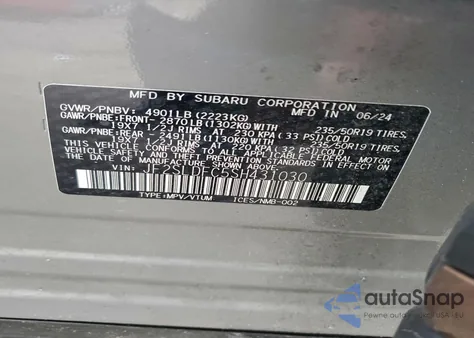 MFD. BY SUBARU CORPORATION MFD IN 06/24
GVWR/PNBV: 4901LB (2223KG)
GAWR/PNBE: FRONT- 2870LB (1302KG) WITH 235/50R19 TIRES,
19X7 1/2J RIMS AT 230 KPA (33 PSI) COLD
GAWR/PNBE: REAR - 2491LB (1130KG) WITH 235/50R19 TIRES,
19X7 1/2J RIMS AT 220 KPA (32 PSI) COLD
THIS VEHICLE CONFORMS TO ALL APPLICABLE
FEDERAL MOTOR VEHICLE SAFETY STANDARDS IN EFFECT ON
THE DATE OF MANUFACTURE SHOWN ABOVE
VIN: JF2SLDFC5SH431030
TYPE: MPV/VTUM ICES/NMB-002
autoSnap